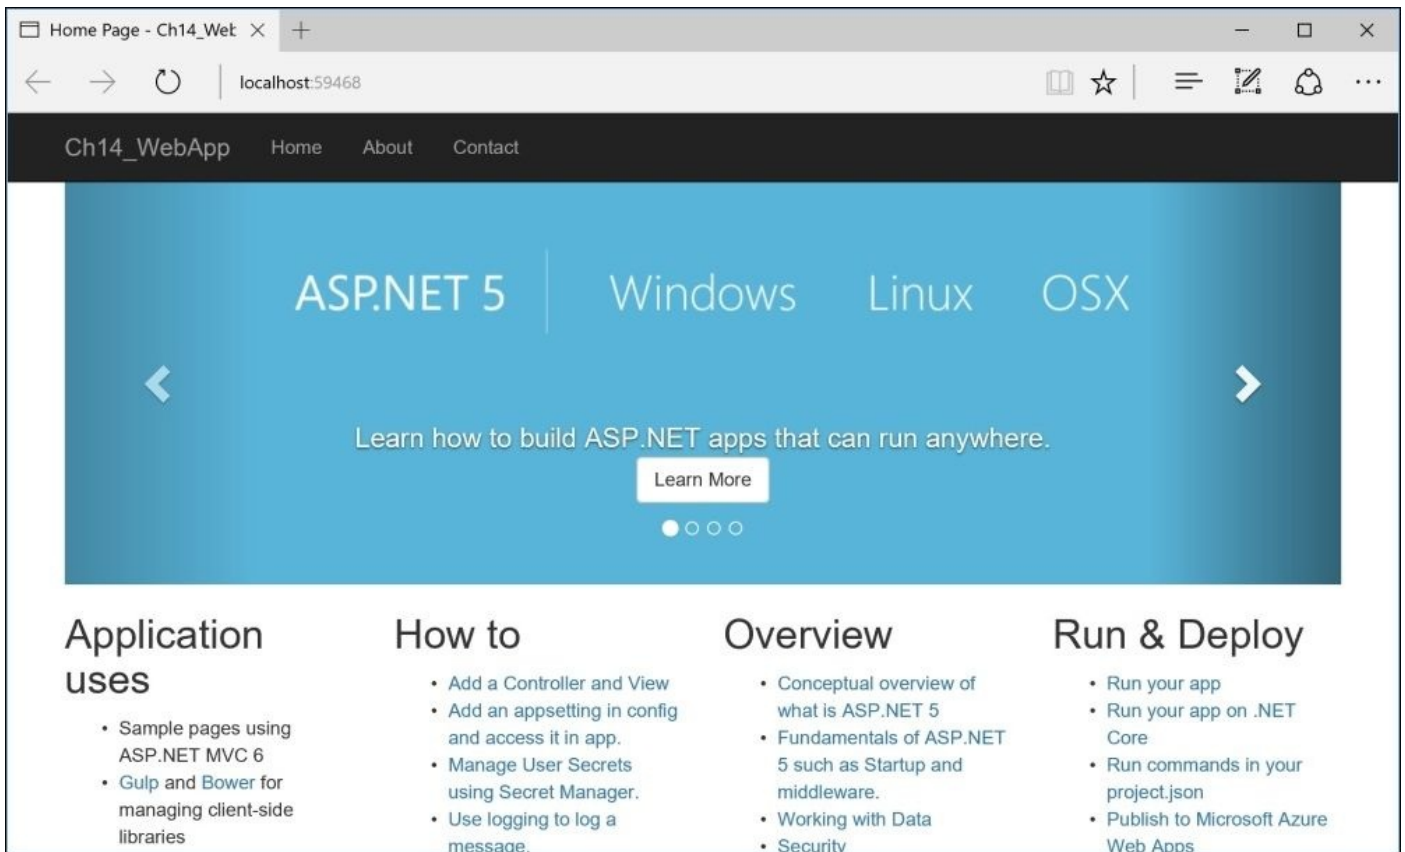 Home Page - Ch14_Wet
localhost:59468
Ch14_WebApp Home About Contact
ASP.NET 5 Windows Linux OSX
Learn how to build ASP.NET apps that can run anywhere.
Learn More
Application
uses
• Sample pages using
ASP.NET MVC 6
• Gulp and Bower for
managing client-side
libraries
How to
• Add a Controller and View
• Add an appsetting in config
and access it in app.
• Manage User Secrets
using Secret Manager.
• Use logging to log a
message.
Overview
• Conceptual overview of
what is ASP.NET 5
• Fundamentals of ASP.NET
5 such as Startup and
middleware.
• Working with Data
• Security
Run & Deploy
• Run your app
• Run your app on .NET
Core
• Run commands in your
project.json
• Publish to Microsoft Azure
Web Apps